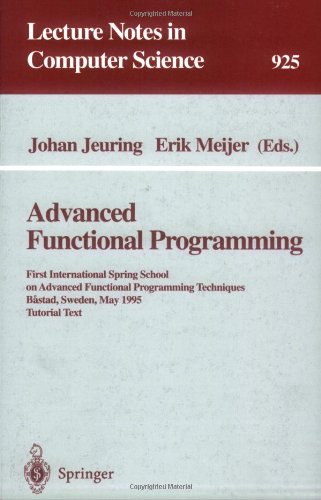 Lecture Notes in
Computer Science 925
Johan Jeuring Erik Meijer (Eds.)
Advanced
Functional Programming
First International Spring School
on Advanced Functional Programming Techniques
Båstad, Sweden, May 1995
Tutorial Text
Springer